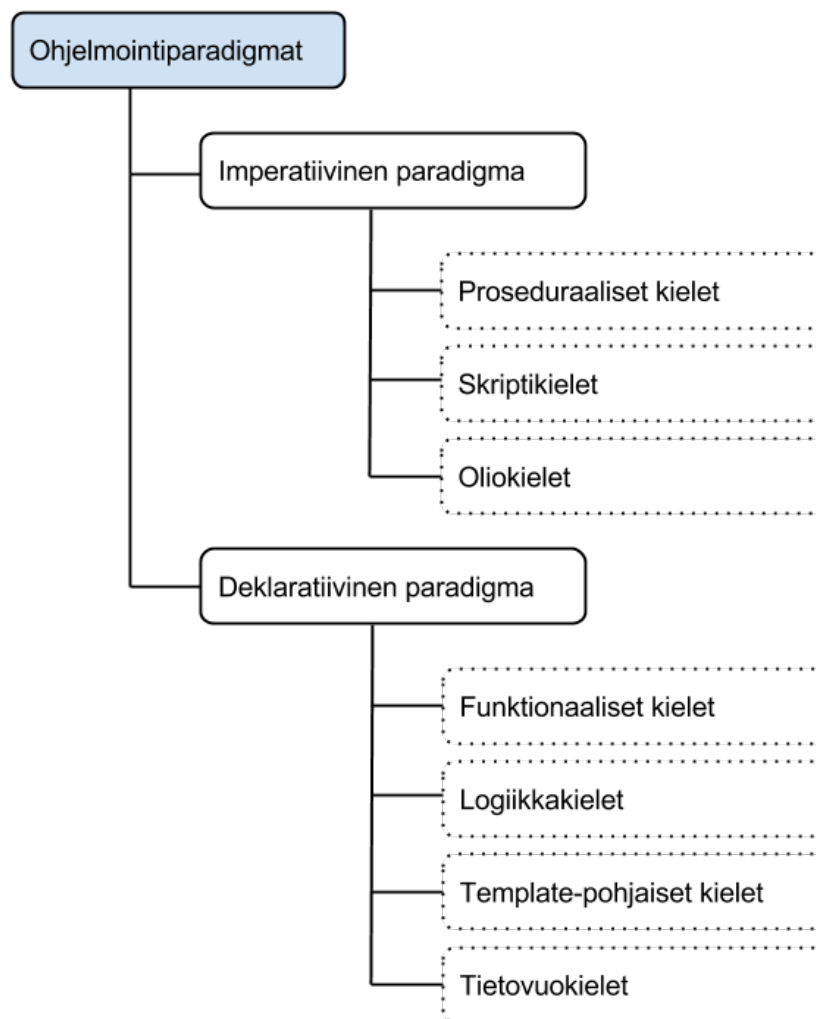 Ohjelmointiparadigmat
Imperatiivinen paradigma
Proseduraaliset kielet
Skriptikielet
Oliokielet
Deklaratiivinen paradigma
Funktionaaliset kielet
Logiikkakielet
Template-pohjaiset kielet
Tietovuokielet